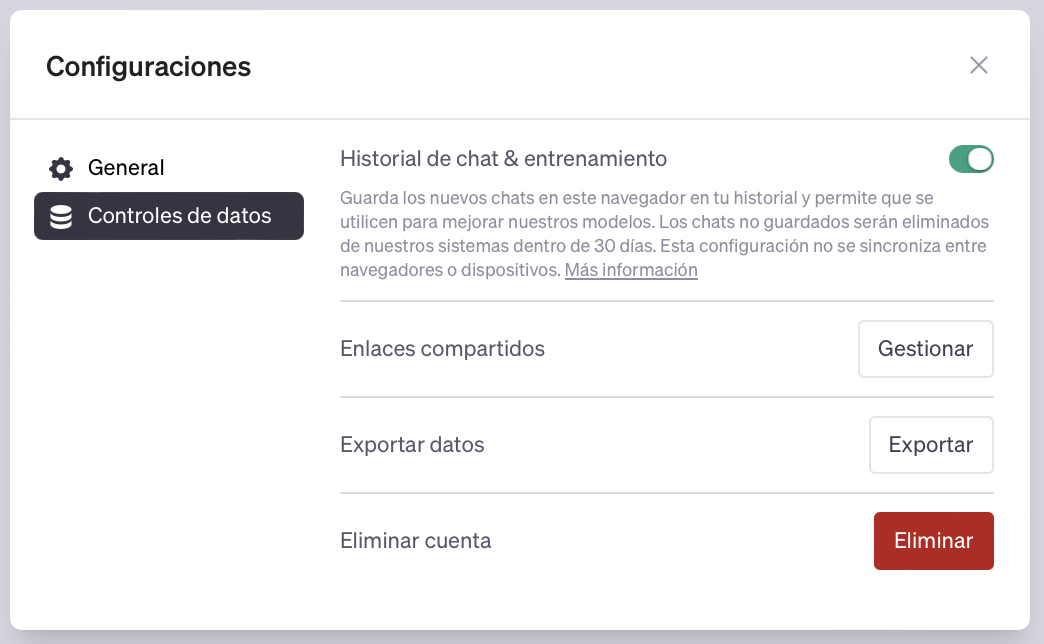 Configuraciones
General
Controles de datos
Historial de chat & entrenamiento
Guarda los nuevos chats en este navegador en tu historial y permite que se
utilicen para mejorar nuestros modelos. Los chats no guardados serán eliminados
de nuestros sistemas dentro de 30 días. Esta configuración no se sincroniza entre
navegadores o dispositivos. Más información
Enlaces compartidos
Gestionar
Exportar datos
Exportar
Eliminar cuenta
Eliminar